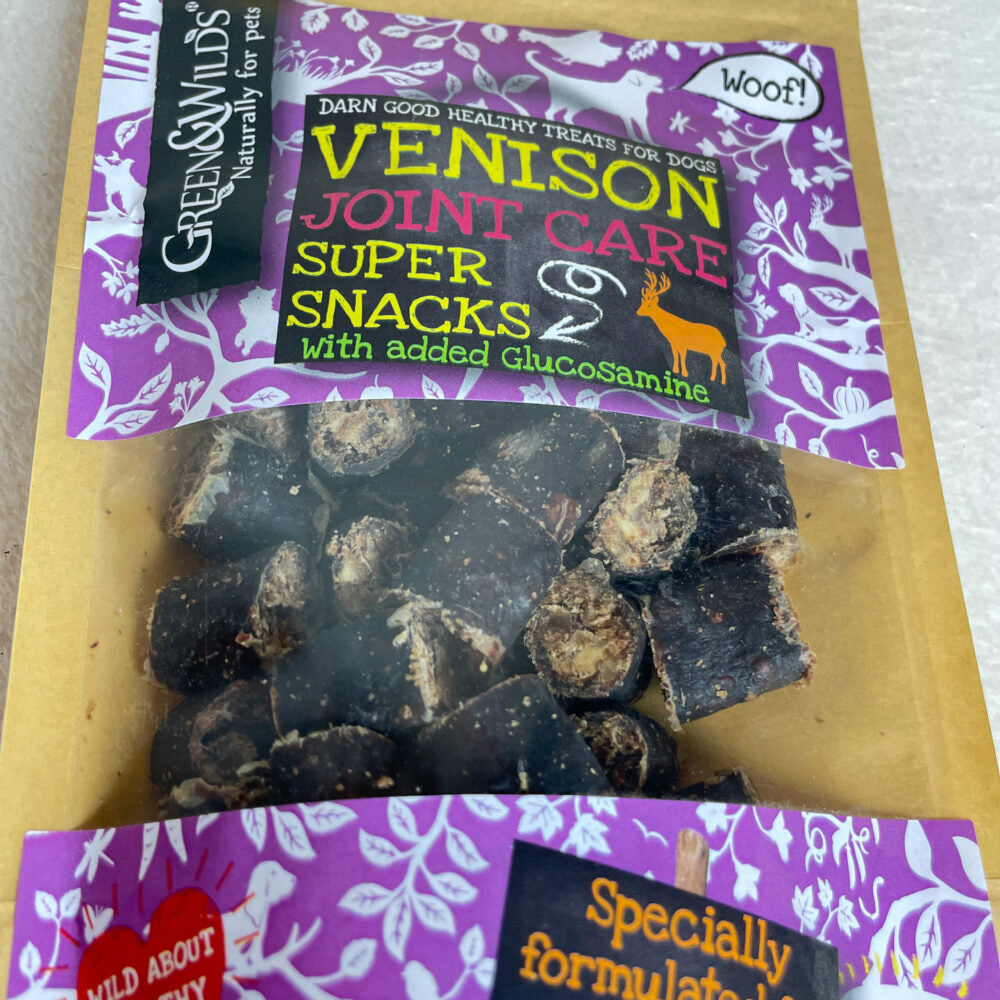 GREEN&WILD'S®
Naturally for pets
Woof!
DARN GOOD HEALTHY TREATS FOR DOGS
VENISON
JOINT CARE
SUPER
SNACKS
with added Glucosamine
WILD ABOUT
Specially
formulated